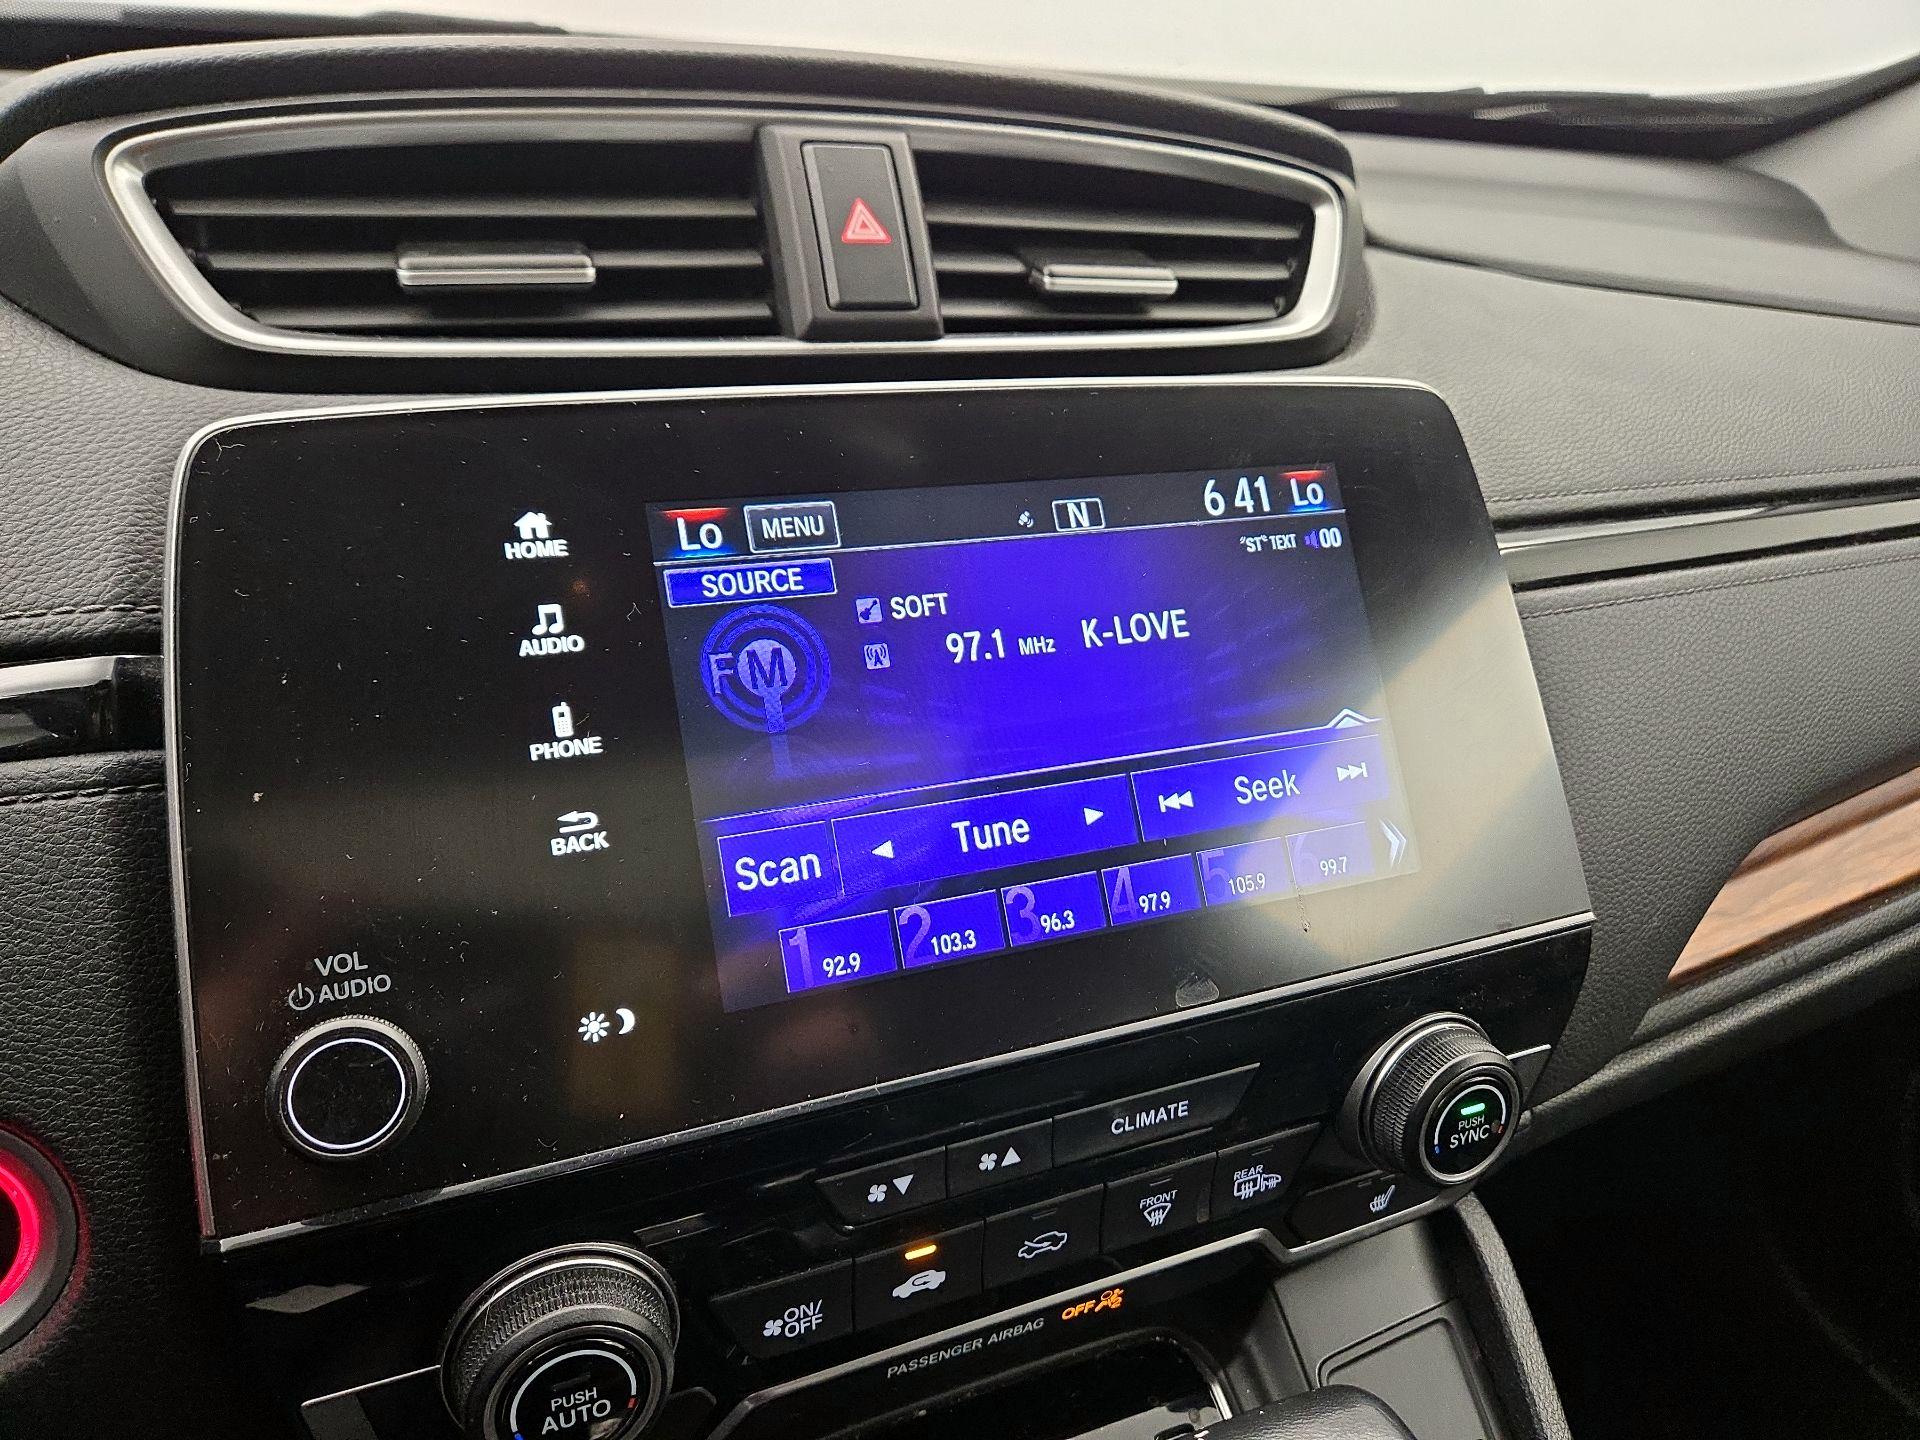 HOME
AUDIO
PHONE
BACK
VOL
AUDIO
Lo
MENU
N
6 41
Lo
"ST" TEXT
00
SOURCE
FM
SOFT
97.1 MHz K-LOVE
Scan
Tune
Seek
1 92.9
2 103.3
3 96.3
4 97.9
5 105.9
6 99.7
CLIMATE
PUSH
SYNC
FRONT
REAR
ON/
OFF
PASSENGER AIRBAG
OFF
2
PUSH
AUTO